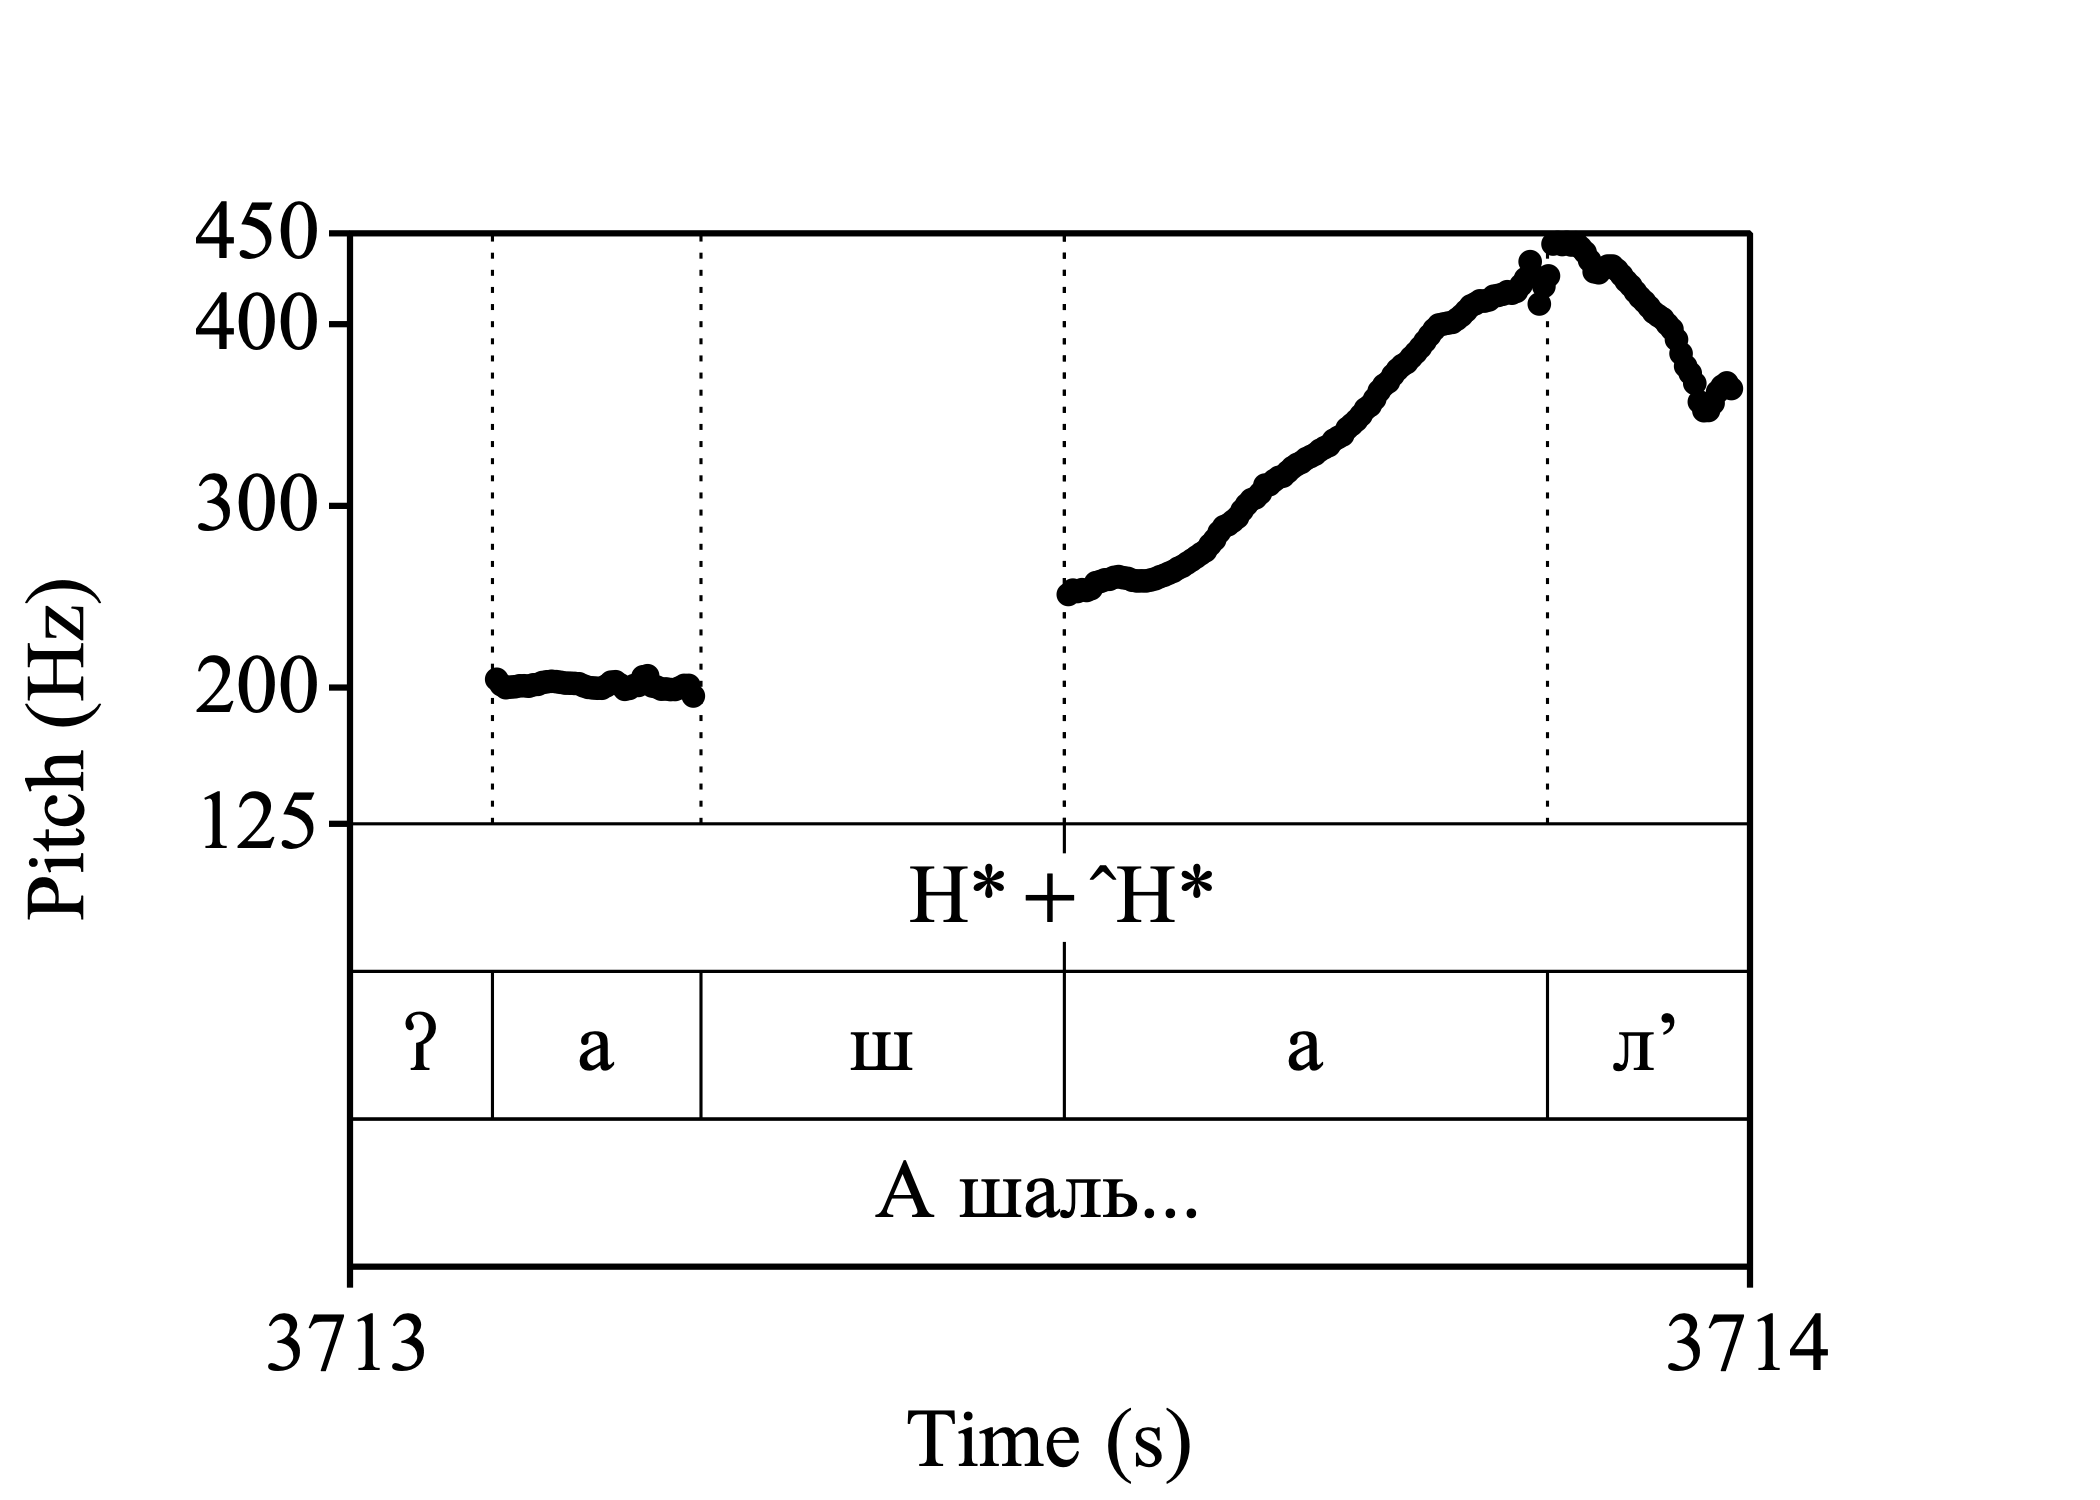 450
400
300
200
125
Pitch (Hz)
H* + ^H*
ʔ а ш а л’
А шаль...
3713 3714
Time (s)